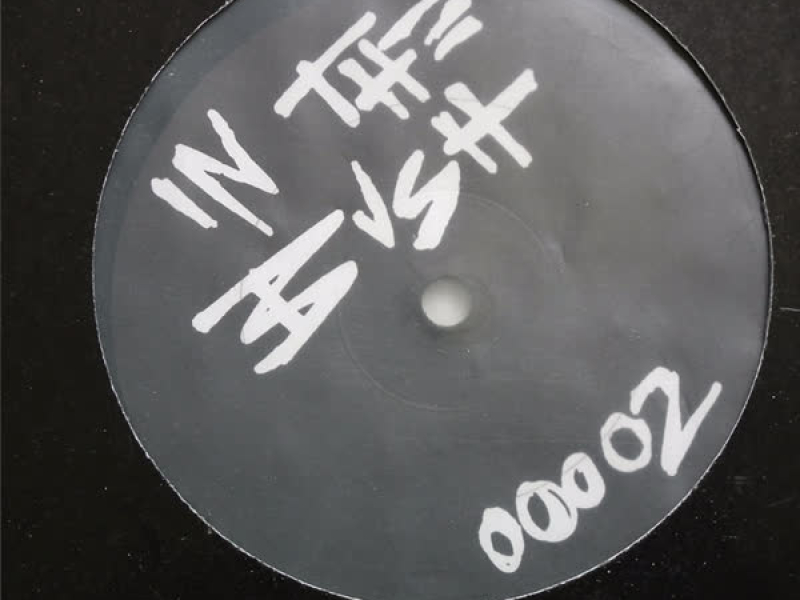 IN THE
BUSH
00002